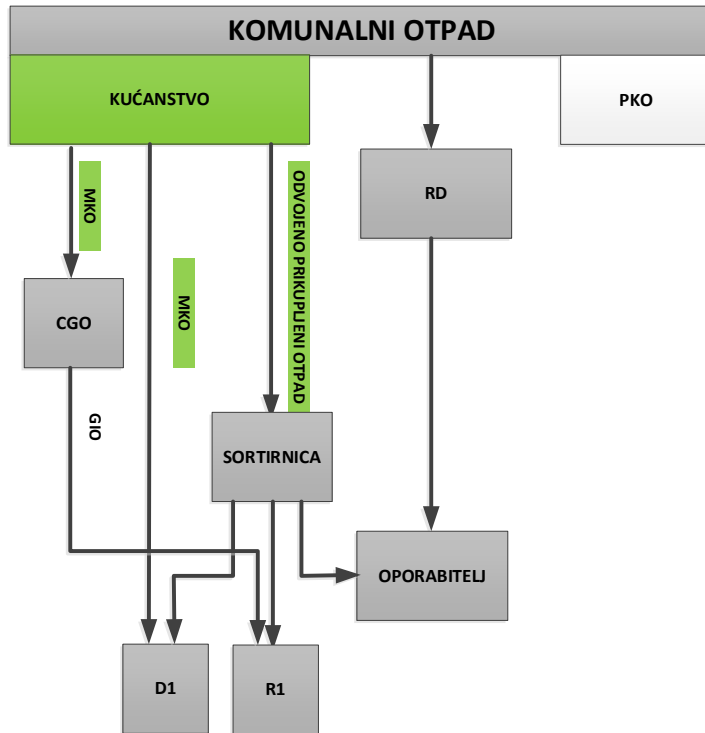 KOMUNALNI OTPAD
KUĆANSTVO
PKO
RD
MKO
MKO
ODVOJENO PRIKUPLJENI OTPAD
CGO
GIO
SORTIRNICA
OPORABITELJ
D1
R1